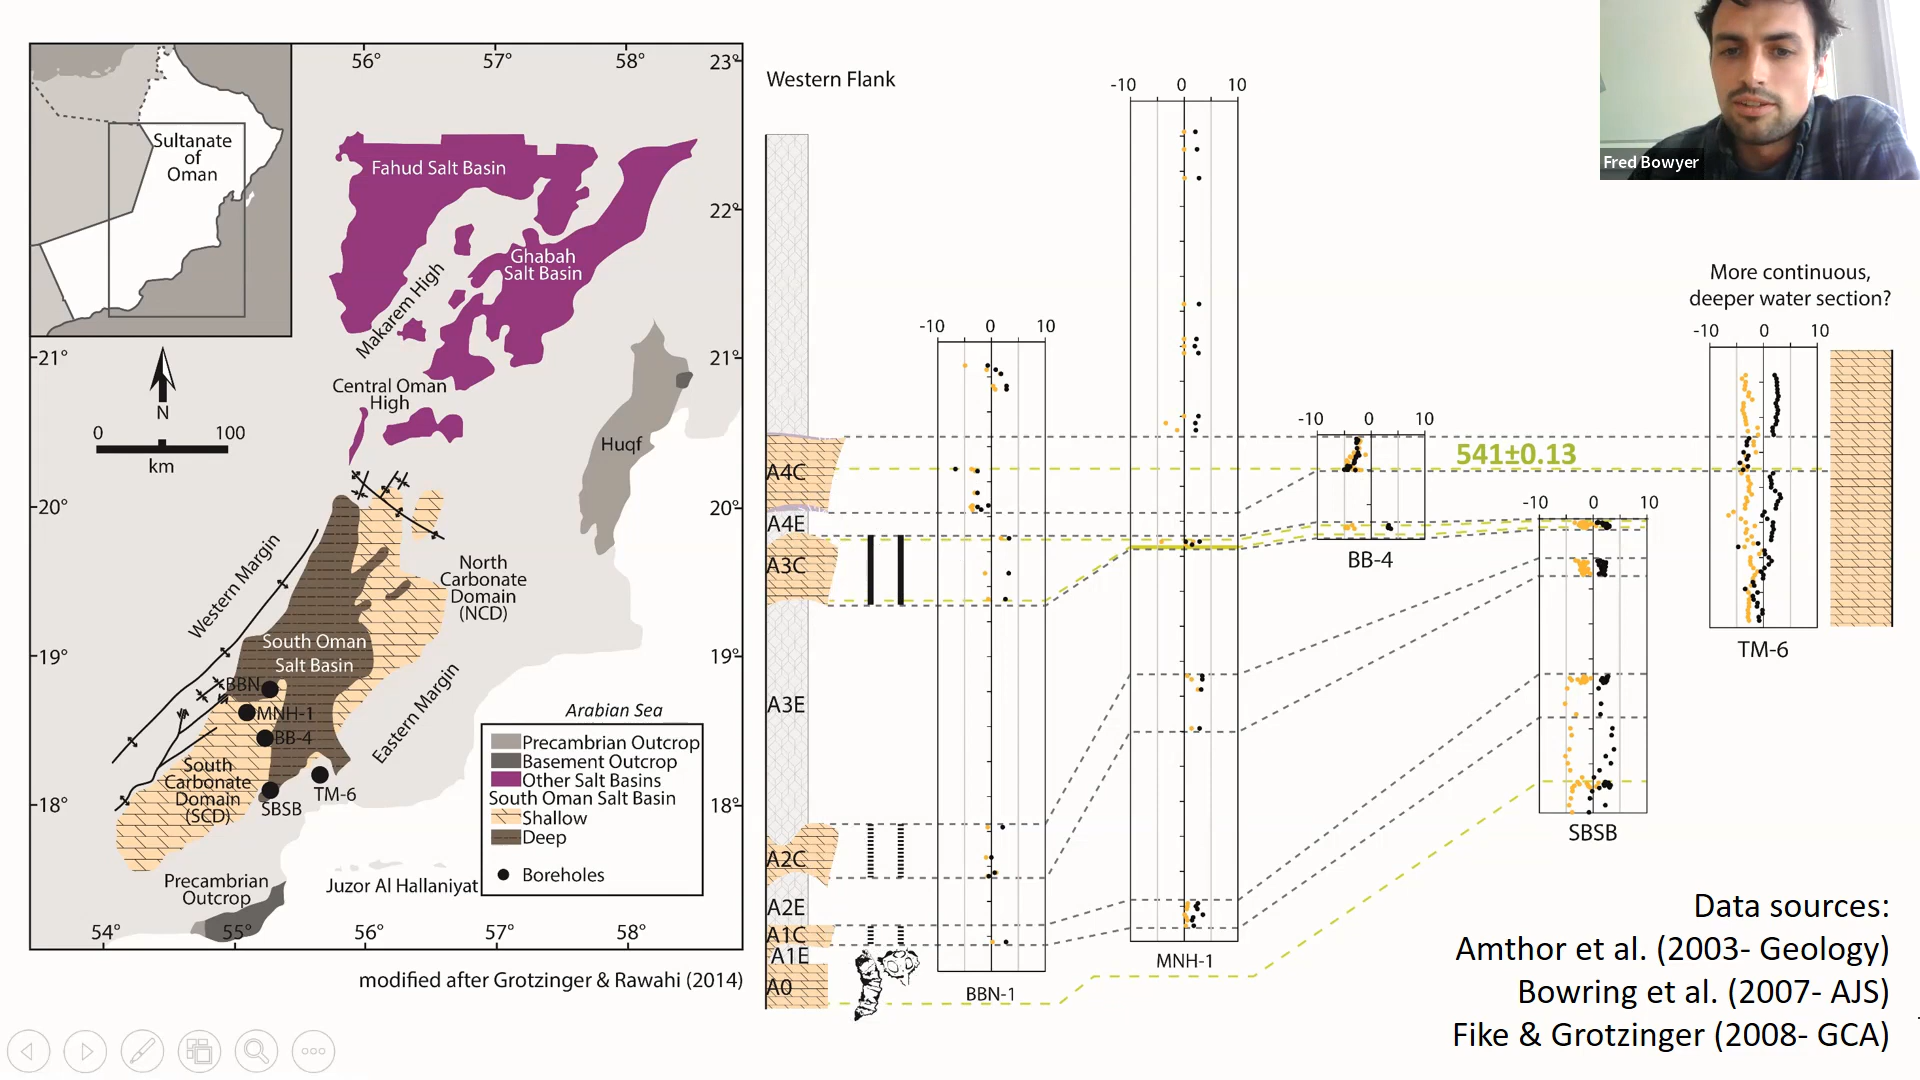 56°
57°
58°
23°
Sultanate
of
Oman
Fahud Salt Basin
22°
Ghabah
Salt Basin
Makarem High
21°
21°
N
0
100
km
Central Oman
High
Huqf
20°
20°
North
Carbonate
Domain
(NCD)
Western Margin
South Oman
Salt Basin
19°
19°
BBN
MNH-1
BB-4
Eastern Margin
Arabian Sea
South
Carbonate
Domain
(SCD)
TM-6
SBSB
18°
18°
Precambrian Outcrop
Basement Outcrop
Other Salt Basins
South Oman Salt Basin
Shallow
Deep
Boreholes
Precambrian
Outcrop
Juzor Al Hallaniyat
54°
55°
56°
57°
58°
modified after Grotzinger & Rawahi (2014)
Western Flank
A4C
A4E
A3C
A3E
A2C
A2E
A1C
A1E
A0
-10 0 10
BBN-1
-10 0 10
MNH-1
-10 0 10
BB-4
541±0.13
-10 0 10
SBSB
More continuous,
deeper water section?
-10 0 10
TM-6
Fred Bowyer
Data sources:
Amthor et al. (2003- Geology)
Bowring et al. (2007- AJS)
Fike & Grotzinger (2008- GCA)